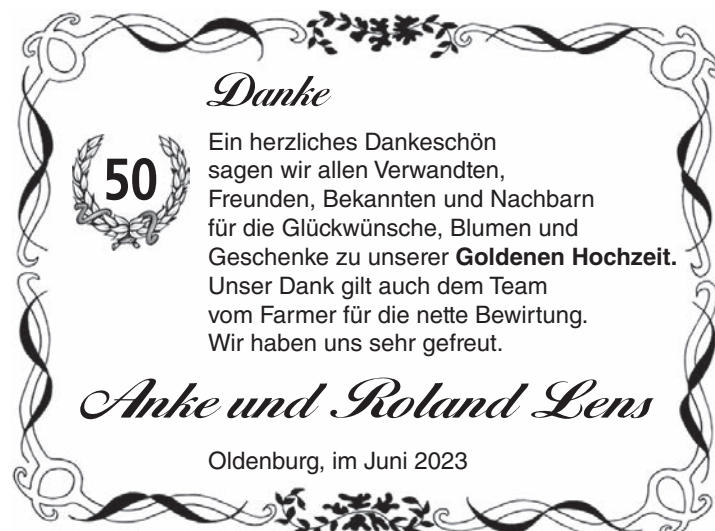 Danke
50
Ein herzliches Dankeschön
sagen wir allen Verwandten,
Freunden, Bekannten und Nachbarn
für die Glückwünsche, Blumen und
Geschenke zu unserer Goldenen Hochzeit.
Unser Dank gilt auch dem Team
vom Farmer für die nette Bewirtung.
Wir haben uns sehr gefreut.
Anke und Roland Lens
Oldenburg, im Juni 2023